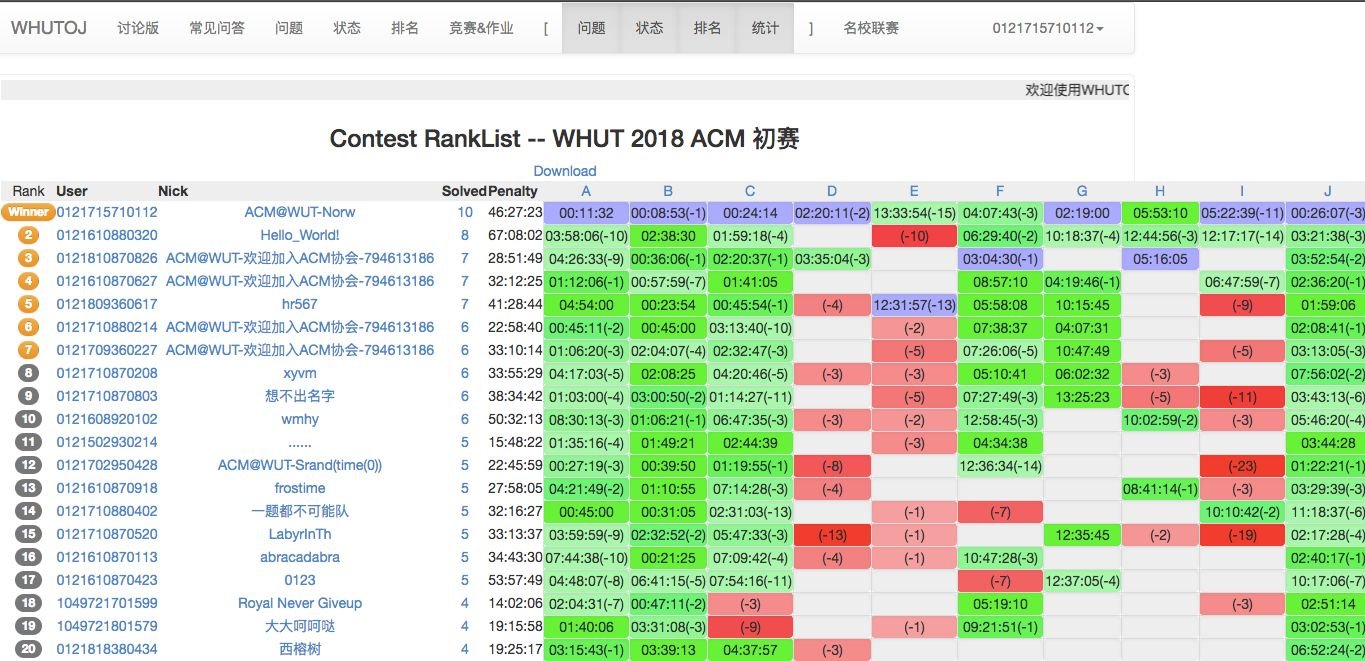 WHUTOJ 讨论版 常见问答 问题 状态 排名 竞赛&作业 [ 问题 状态 排名 统计 ] 名校联赛 0121715710112
欢迎使用WHUTO
Contest RankList -- WHUT 2018 ACM 初赛
Download
Rank User Nick Solved Penalty A B C D E F G H I J
Winner 0121715710112 ACM@WUT-Norw 10 46:27:23 00:11:32 00:08:53(-1) 00:24:14 02:20:11(-2) 13:33:54(-15) 04:07:43(-3) 02:19:00 05:53:10 05:22:39(-11) 00:26:07(-3)
2 0121610880320 Hello_World! 8 67:08:02 03:58:06(-10) 02:38:30 01:59:18(-4) (-10) 06:29:40(-2) 10:18:37(-4) 12:44:56(-3) 12:17:17(-14) 03:21:38(-3)
3 0121810870826 ACM@WUT-欢迎加入ACM协会-794613186 7 28:51:49 04:26:33(-9) 00:36:06(-1) 02:20:37(-1) 03:35:04(-3) 03:04:30(-1) 05:16:05 03:52:54(-2)
4 0121610870627 ACM@WUT-欢迎加入ACM协会-794613186 7 32:12:25 01:12:06(-1) 00:57:59(-7) 01:41:05 08:57:10 04:19:46(-1) 06:47:59(-7) 02:36:20(-1)
5 0121809360617 hr567 7 41:28:44 04:54:00 00:23:54 00:45:54(-1) (-4) 12:31:57(-13) 05:58:08 10:15:45 (-9) 01:59:06
6 0121710880214 ACM@WUT-欢迎加入ACM协会-794613186 6 22:58:40 00:45:11(-2) 00:45:00 03:13:40(-10) (-2) 07:38:37 04:07:31 02:08:41(-1)
7 0121709360227 ACM@WUT-欢迎加入ACM协会-794613186 6 33:10:14 01:06:20(-3) 02:04:07(-4) 02:32:47(-3) (-5) 07:26:06(-5) 10:47:49 (-5) 03:13:05(-3)
8 0121710870208 xyvm 6 33:55:29 04:17:03(-5) 02:08:25 04:20:46(-5) (-3) (-3) 05:10:41 06:02:32 (-3) 07:56:02(-2)
9 0121710870803 想不出名字 6 38:34:42 01:03:00(-4) 03:00:50(-2) 01:14:27(-11) (-5) 07:27:49(-3) 13:25:23 (-5) (-11) 03:43:13(-6)
10 0121608920102 wmhy 6 50:32:13 08:30:13(-3) 01:06:21(-1) 06:47:35(-3) (-3) (-2) 12:58:45(-3) 10:02:59(-2) (-3) 05:46:20(-4)
11 0121502930214 ...... 5 15:48:22 01:35:16(-4) 01:49:21 02:44:39 (-3) 04:34:38 03:44:28
12 0121702950428 ACM@WUT-Srand(time(0)) 5 22:45:59 00:27:19(-3) 00:39:50 01:19:55(-1) (-8) 12:36:34(-14) (-23) 01:22:21(-1)
13 0121610870918 frostime 5 27:58:05 04:21:49(-2) 01:10:55 07:14:28(-3) (-4) 08:41:14(-1) (-3) 03:29:39(-3)
14 0121710880402 一题都不可能队 5 32:16:27 00:45:00 00:31:05 02:31:03(-13) (-1) (-7) 10:10:42(-2) 11:18:37(-6)
15 0121710870520 LabyrInTh 5 33:13:37 03:59:59(-9) 02:32:52(-2) 05:47:33(-3) (-13) (-1) 12:35:45 (-2) (-19) 02:17:28(-4)
16 0121610870113 abracadabra 5 34:43:30 07:44:38(-10) 00:21:25 07:09:42(-4) (-4) (-1) 10:47:28(-3) 02:40:17(-1)
17 0121610870423 0123 5 53:57:49 04:48:07(-8) 06:41:15(-5) 07:54:16(-11) (-7) 12:37:05(-4) 10:17:06(-7)
18 1049721701599 Royal Never Giveup 4 14:02:06 02:04:31(-7) 00:47:11(-2) (-3) 05:19:10 (-3) 02:51:14
19 1049721801579 大大呵呵哒 4 19:15:58 01:40:06 03:31:08(-3) (-9) (-1) 09:21:51(-1) 03:02:53(-1)
20 0121818380434 西榕树 4 19:25:17 03:15:43(-1) 03:39:13 04:37:57 (-3) 06:52:24(-2)